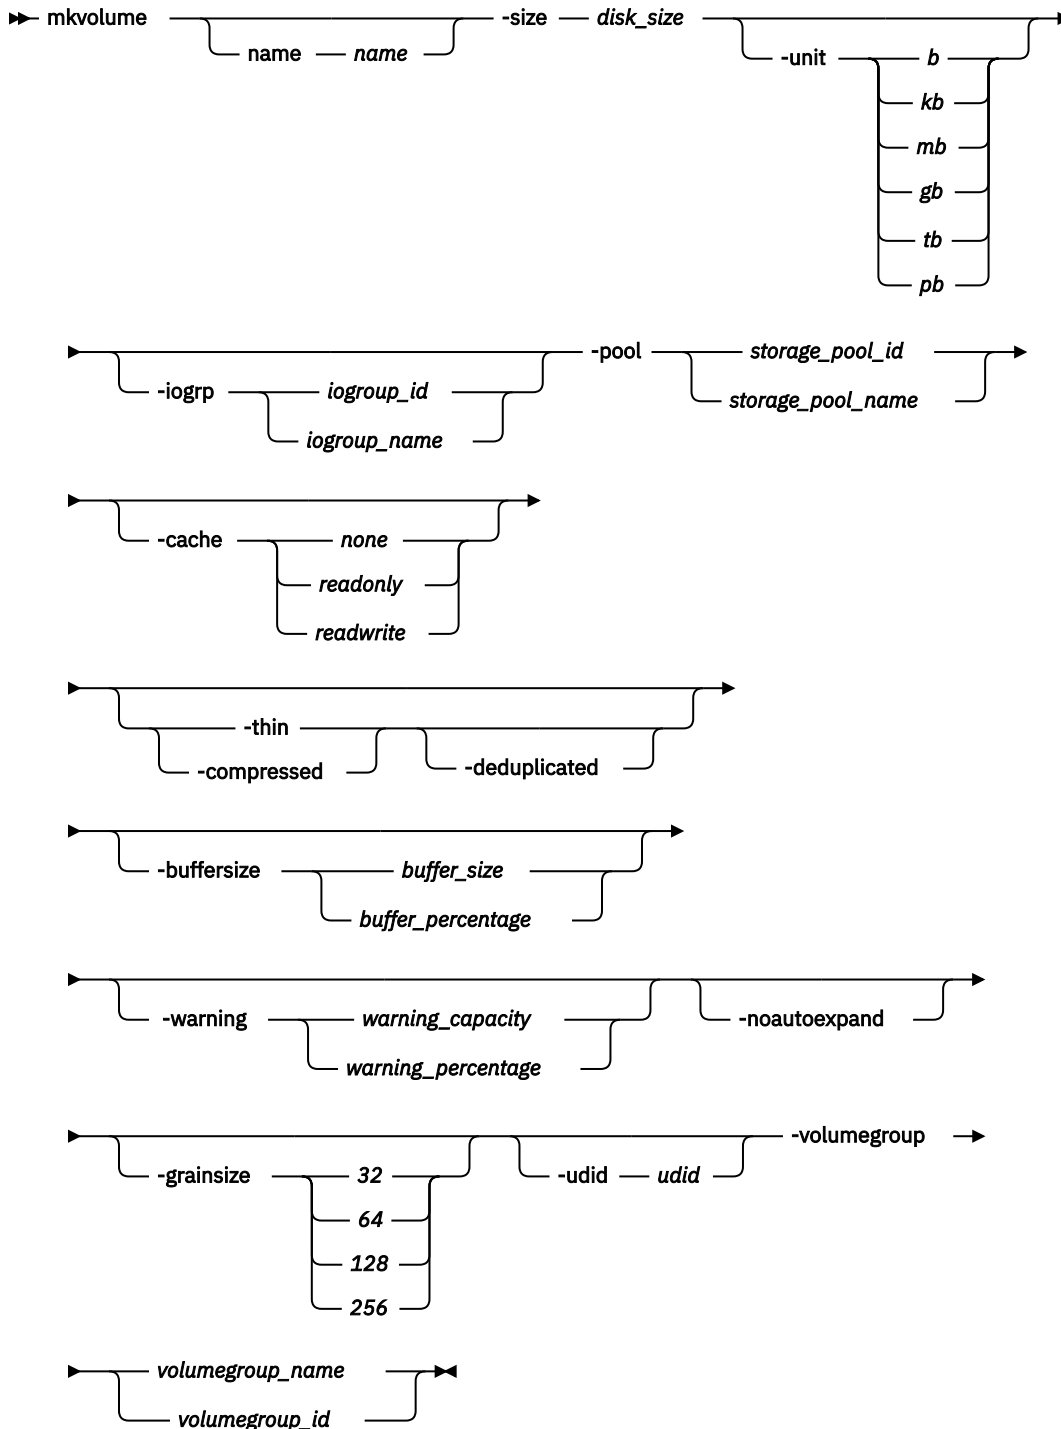 mkvolume -size disk_size
name name -unit b
kb
mb
gb
tb
pb
-pool storage_pool_id
-iogrp iogroup_id storage_pool_name
iogroup_name
-cache none
readonly
readwrite
-thin
-compressed -deduplicated
-buffersize buffer_size
buffer_percentage
-warning warning_capacity -noautoexpand
warning_percentage
-volumegroup
-grainsize 32 -udid udid
64
128
256
volumegroup_name
volumegroup_id